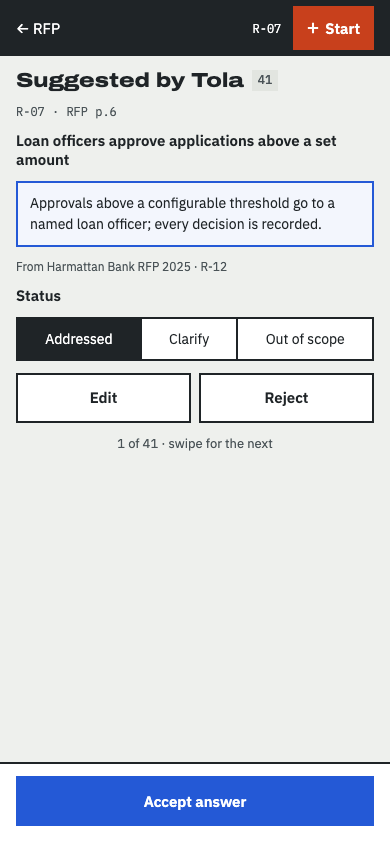 ← RFP
R-07
+ Start
Suggested by Tola 41
R-07 · RFP p.6
Loan officers approve applications above a set
amount
Approvals above a configurable threshold go to a
named loan officer; every decision is recorded.
From Harmattan Bank RFP 2025 · R-12
Status
Addressed
Clarify
Out of scope
Edit
Reject
1 of 41 · swipe for the next
Accept answer